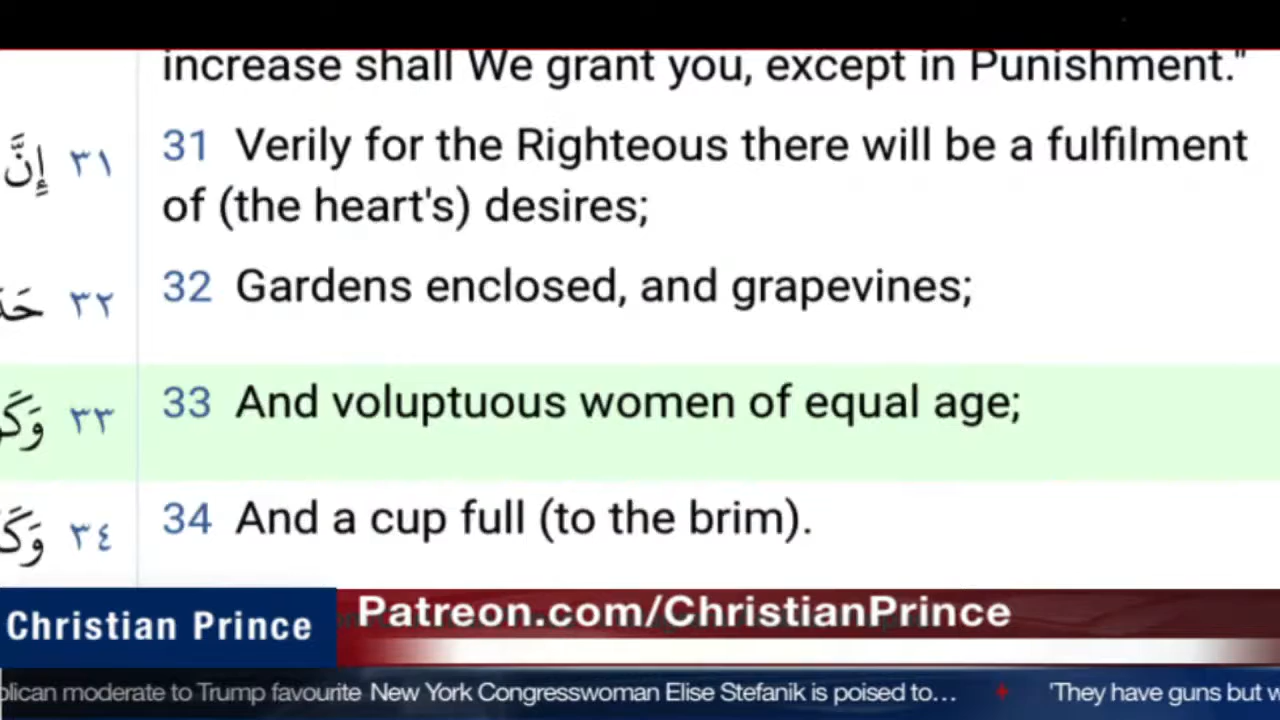 increase shall We grant you, except in Punishment."
إِنَّ ٣١ 31 Verily for the Righteous there will be a fulfilment
of (the heart's) desires;
٣٢ 32 Gardens enclosed, and grapevines;
٣٣ 33 And voluptuous women of equal age;
٣٤ 34 And a cup full (to the brim).
Christian Prince
Patreon.com/ChristianPrince
plican moderate to Trump favourite New York Congresswoman Elise Stefanik is poised to... 'They have guns but w